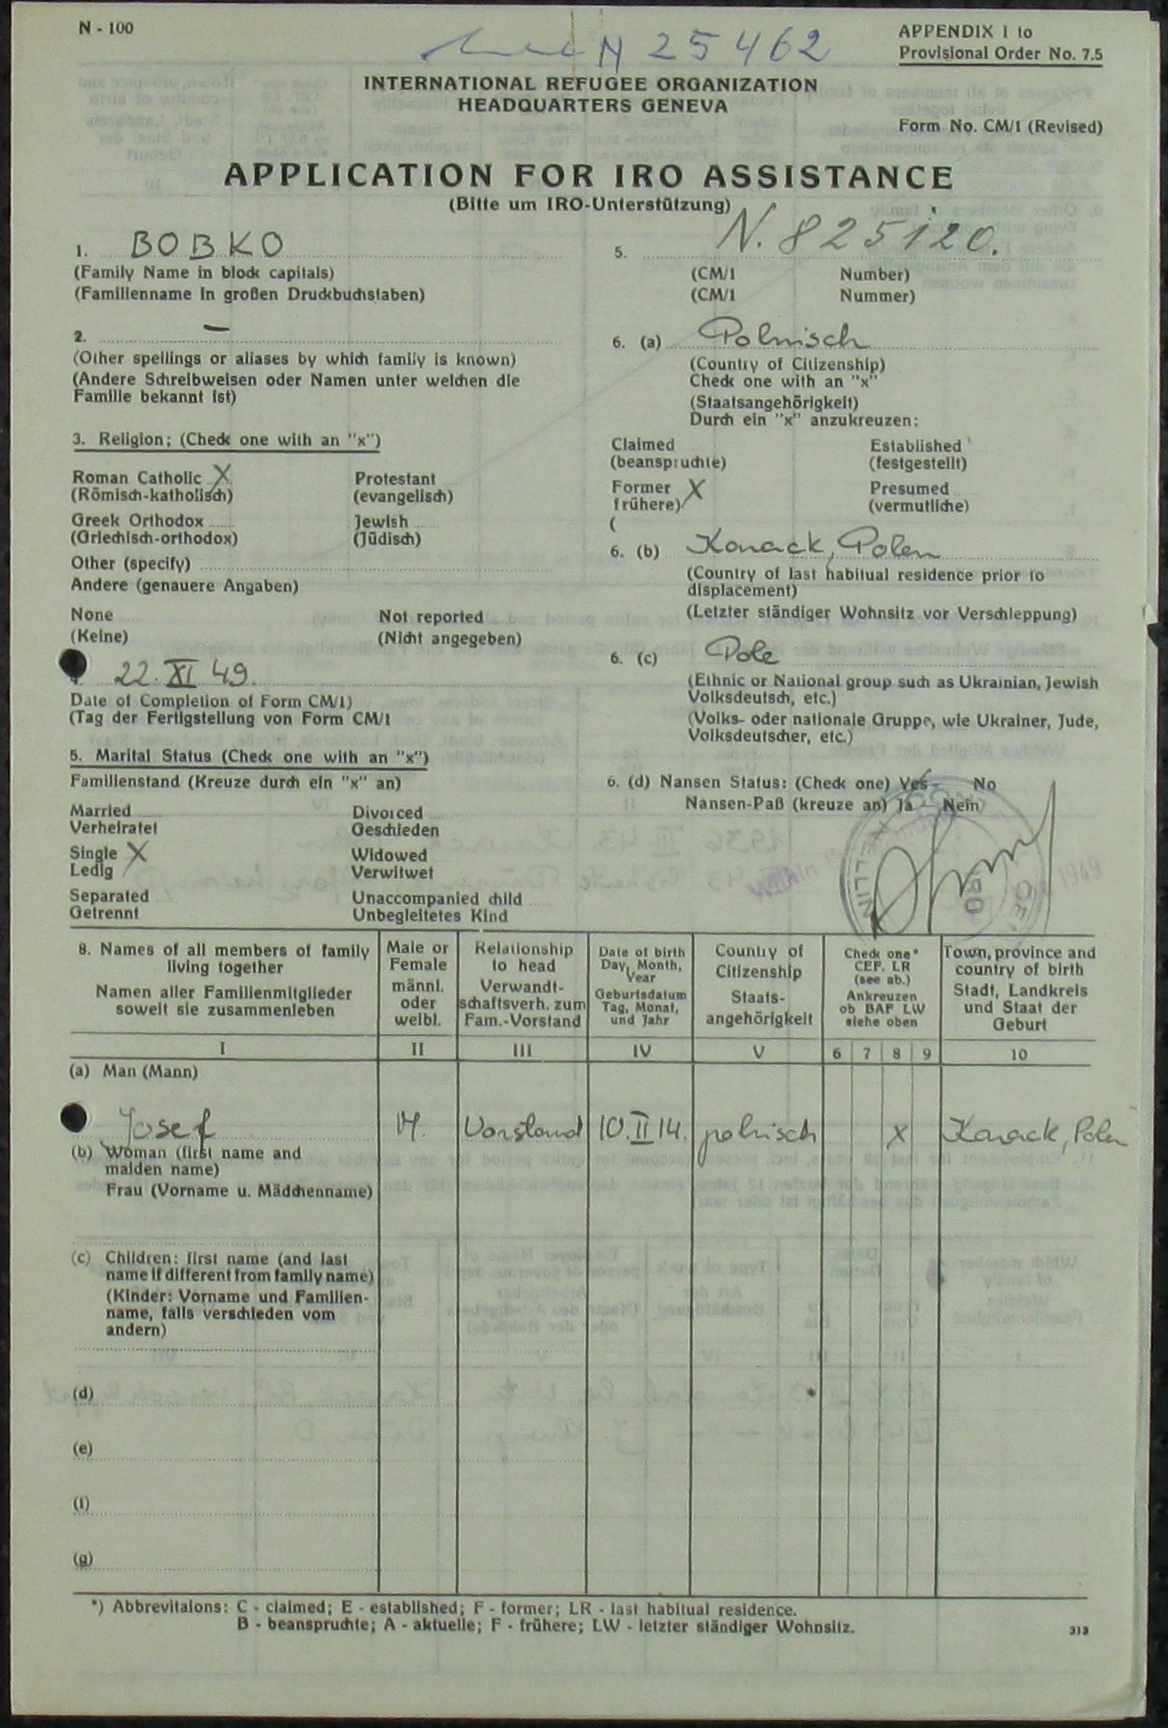 N - 100
N 25462
APPENDIX I to
Provisional Order No. 7.5
INTERNATIONAL REFUGEE ORGANIZATION
HEADQUARTERS GENEVA
Form No. CM/1 (Revised)
APPLICATION FOR IRO ASSISTANCE
(Bitte um IRO-Unterstützung)
1. BOBKO
(Family Name in block capitals)
(Familienname in großen Druckbuchstaben)
2. –
(Other spellings or aliases by which family is known)
(Andere Schreibweisen oder Namen unter welchen die
Familie bekannt ist)
3. Religion; (Check one with an "x")
Roman Catholic X Protestant
(Römisch-katholisch) (evangelisch)
Greek Orthodox Jewish
(Griechisch-orthodox) (Jüdisch)
Other (specify)
Andere (genauere Angaben)
None Not reported
(Keine) (Nicht angegeben)
22. XI 49.
Date of Completion of Form CM/1)
(Tag der Fertigstellung von Form CM/1
5. Marital Status (Check one with an "x")
Familienstand (Kreuze durch ein "x" an)
Married Divorced
Verheiratet Geschieden
Single X Widowed
Ledig Verwitwet
Separated Unaccompanied child
Getrennt Unbegleitetes Kind
5. N. 825120.
(CM/1 Number)
(CM/1 Nummer)
6. (a) Polnisch
(Country of Citizenship)
Check one with an "x"
(Staatsangehörigkeit)
Durch ein "x" anzukreuzen:
Claimed Established
(beanspruchte) (festgestellt)
Former X Presumed
frühere) (vermutliche)
(
6. (b) Konack, Polen
(Country of last habitual residence prior to
displacement)
(Letzter ständiger Wohnsitz vor Verschleppung)
6. (c) Pole
(Ethnic or National group such as Ukrainian, Jewish
Volksdeutsch, etc.)
(Volks- oder nationale Gruppe, wie Ukrainer, Jude,
Volksdeutscher, etc.)
6. (d) Nansen Status: (Check one) Yes- No
Nansen-Paß (kreuze an) Ja - Nein
IRO
8. Names of all members of family
living together
Namen aller Familienmitglieder
soweit sie zusammenleben
Male or
Female
männl.
oder
weibl.
Relationship
to head
Verwandt-
schaftsverh. zum
Fam.-Vorstand
Date of birth
Day, Month,
Year
Geburtsdatum
Tag, Monat,
und Jahr
Country of
Citizenship
Staats-
angehörigkeit
Check one*
CEF. LR
(see ab.)
Ankreuzen
ob BAF LW
siehe oben
Town, province and
country of birth
Stadt, Landkreis
und Staat der
Geburt
I II III IV V 6 7 8 9 10
(a) Man (Mann)
Josef M. Vorstand 10.II 14. polnisch X Konack, Polen
(b) Woman (first name and
maiden name)
Frau (Vorname u. Mädchenname)
(c) Children: first name (and last
name if different from family name)
(Kinder: Vorname und Familien-
name, falls verschieden vom
andern)
(d)
(e)
(f)
(g)
*) Abbrevitaions: C - claimed; E - established; F - former; LR - last habitual residence.
B - beanspruchte; A - aktuelle; F - frühere; LW - letzter ständiger Wohnsitz.
313